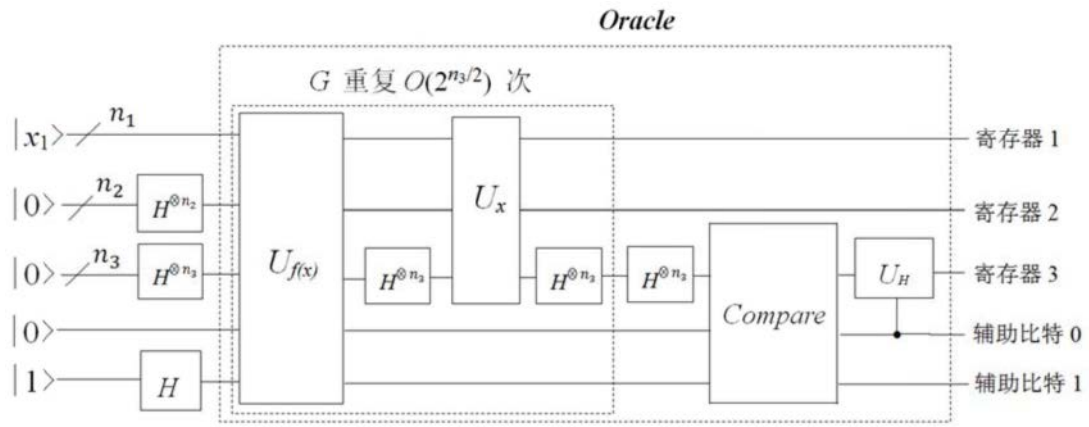 Oracle
G 重复 O(2^{n₃/2}) 次
|x₁> n₁ 寄存器 1
|0> n₂ H^{⊗n₂} U_x 寄存器 2
|0> n₃ H^{⊗n₃} U_{f(x)} H^{⊗n₃} H^{⊗n₃} H^{⊗n₃} U_H 寄存器 3
|0> Compare 辅助比特 0
|1> H 辅助比特 1